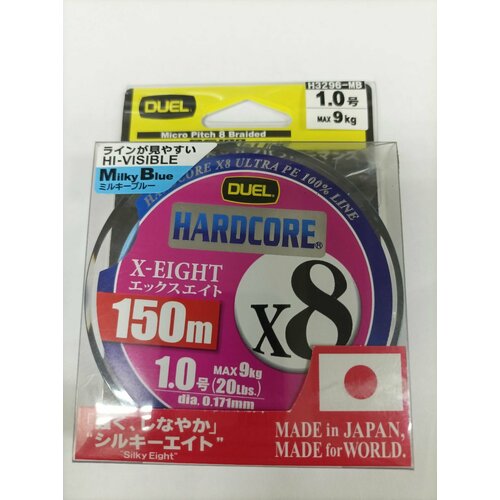 H3296-MB
DUEL
1.0号
MAX 9kg
Micro Pitch 8 Braided
ラインが見やすい
HI-VISIBLE
Milky Blue
ミルキーブルー
HARDCORE X8 ULTRA PE 100% LINE
DUEL
HARDCORE®
X-EIGHT
エックスエイト
x8
150m
1.0号
MAX 9kg
(20Lbs.)
dia. 0.171mm
く、しなやか」
“シルキーエイト”
"Silky Eight"
MADE in JAPAN,
MADE for WORLD.